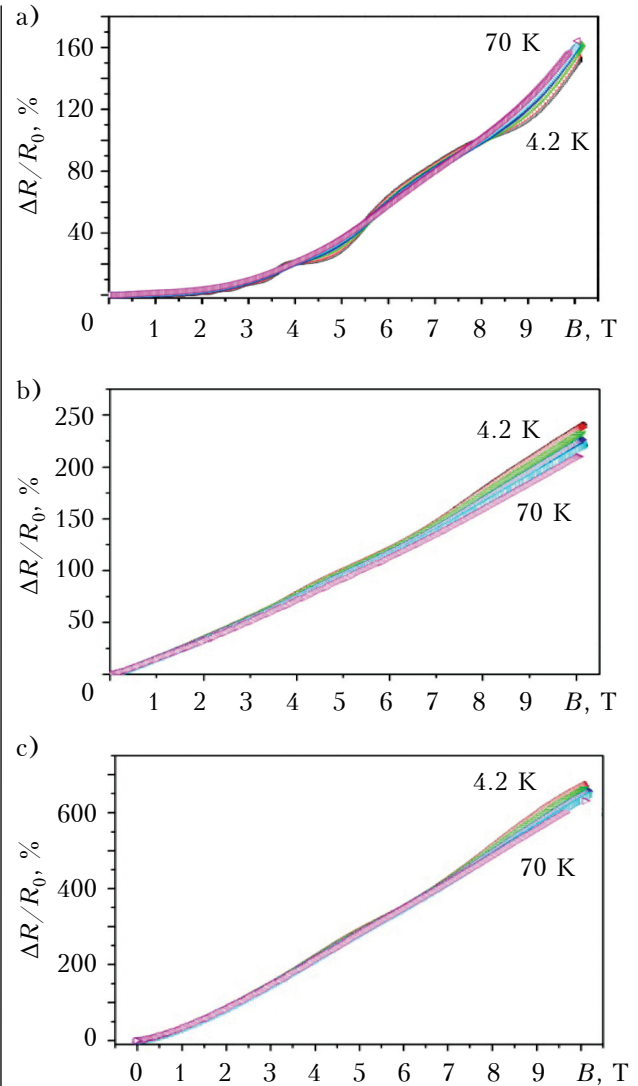 a)
160
120
80
40
0
ΔR/R₀, %
70 K
4.2 K
1 2 3 4 5 6 7 8 9 B, T
b)
250
200
150
100
50
0
ΔR/R₀, %
4.2 K
70 K
1 2 3 4 5 6 7 8 9 B, T
c)
600
400
200
0
ΔR/R₀, %
4.2 K
70 K
0 1 2 3 4 5 6 7 8 9 B, T